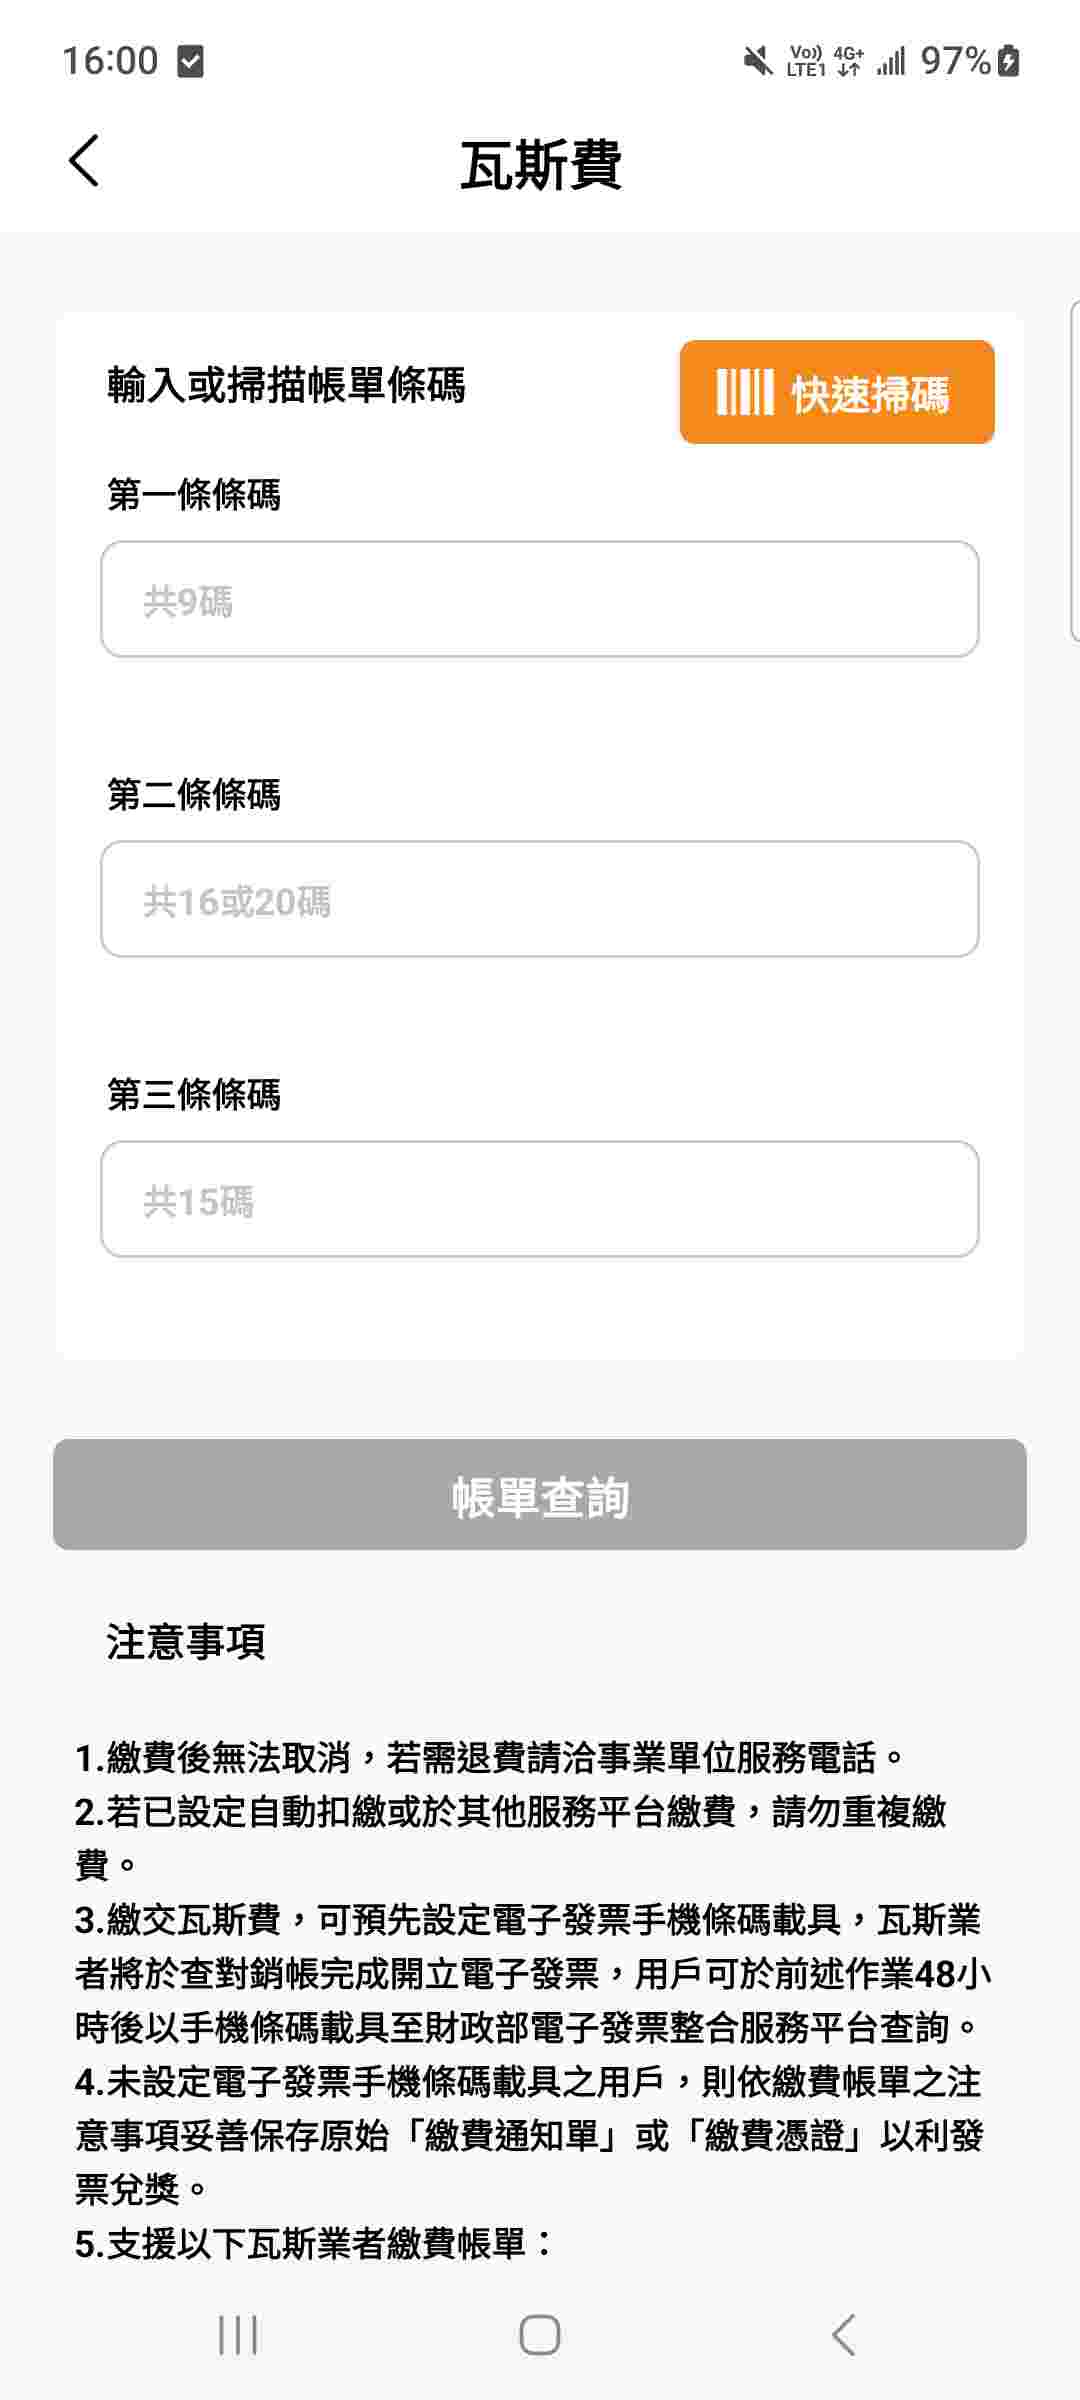 16:00
Vo)) LTE1 4G+ 97%
瓦斯費
輸入或掃描帳單條碼
快速掃碼
第一條條碼
共9碼
第二條條碼
共16或20碼
第三條條碼
共15碼
帳單查詢
注意事項
1.繳費後無法取消，若需退費請洽事業單位服務電話。
2.若已設定自動扣繳或於其他服務平台繳費，請勿重複繳
費。
3.繳交瓦斯費，可預先設定電子發票手機條碼載具，瓦斯業
者將於查對銷帳完成開立電子發票，用戶可於前述作業48小
時後以手機條碼載具至財政部電子發票整合服務平台查詢。
4.未設定電子發票手機條碼載具之用戶，則依繳費帳單之注
意事項妥善保存原始「繳費通知單」或「繳費憑證」以利發
票兌獎。
5.支援以下瓦斯業者繳費帳單：